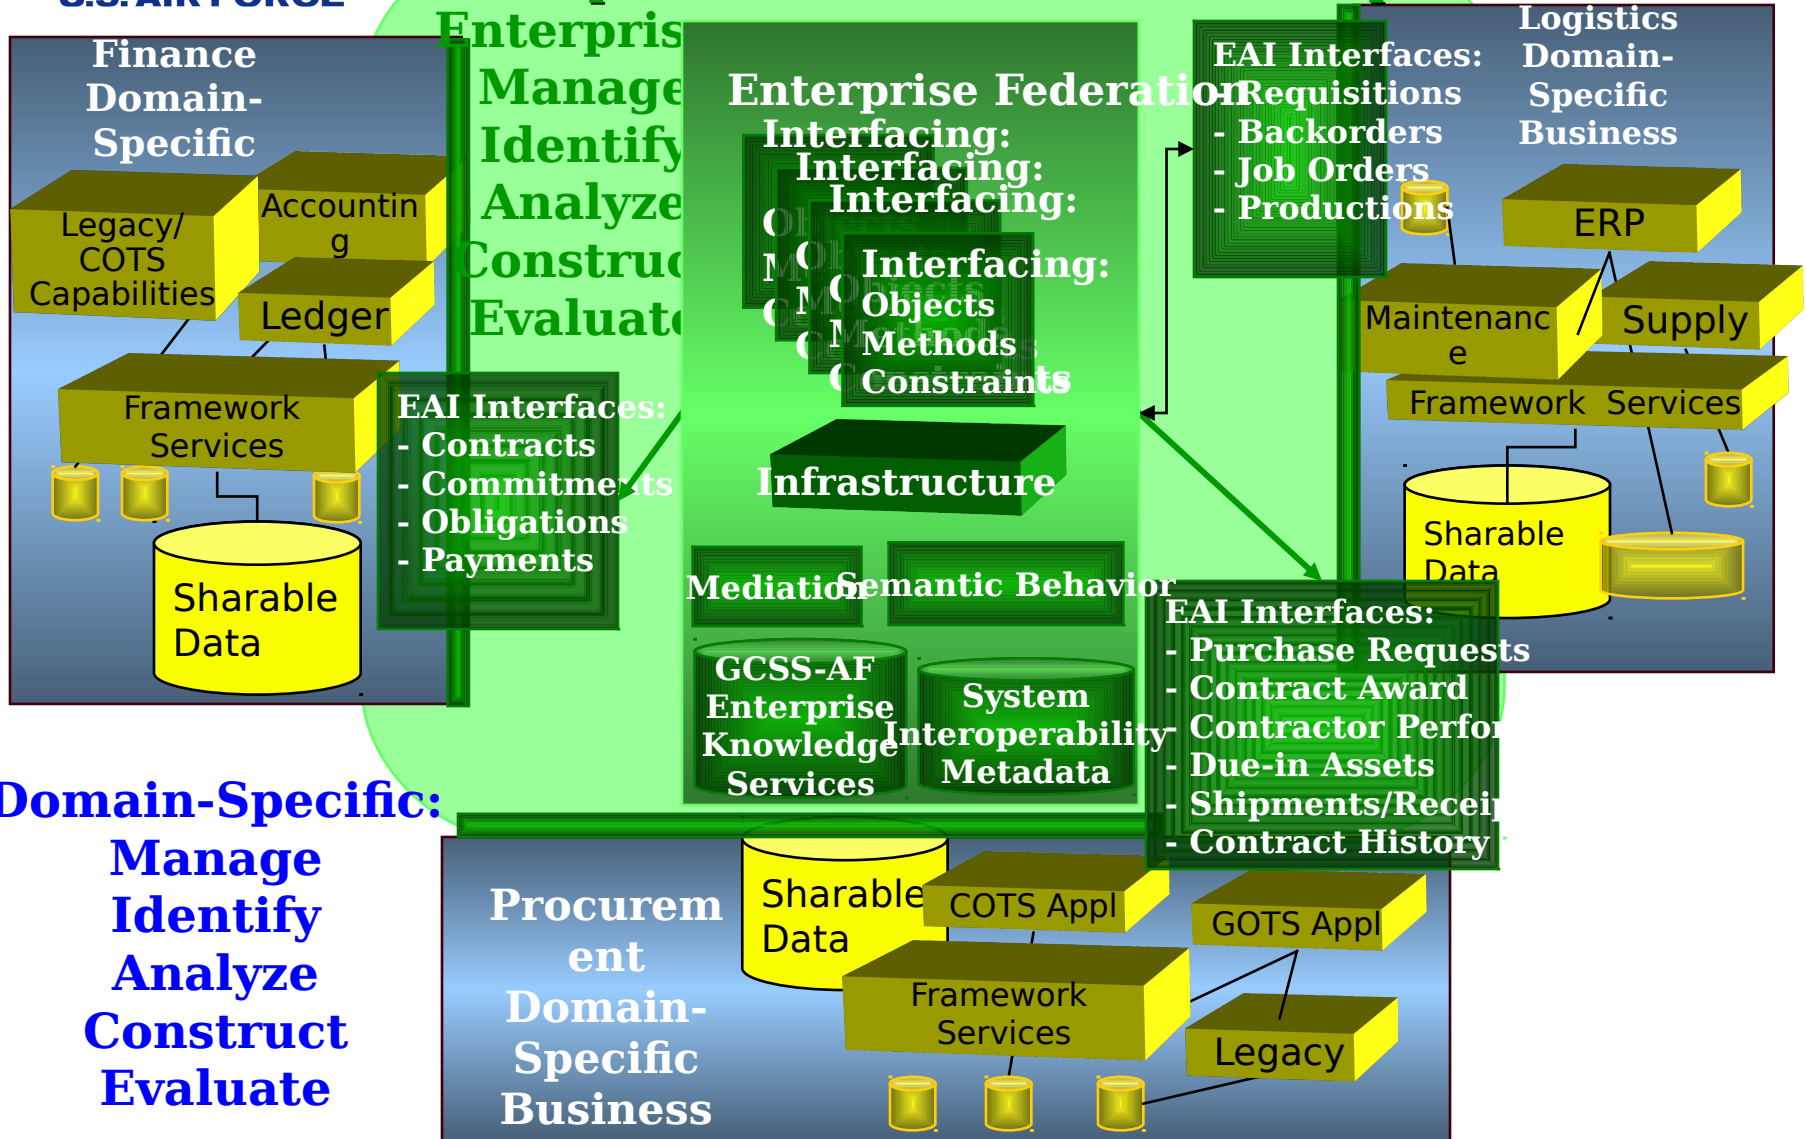 U.S. AIR FORCE
Finance
Domain-
Specific
Legacy/
COTS
Capabilities
Accountin
g
Ledger
Framework
Services
Sharable
Data
Enterpris
Manage
Identify
Analyze
Construc
Evaluate
EAI Interfaces:
- Contracts
- Commitments
- Obligations
- Payments
Enterprise Federation
Interfacing:
Interfacing:
Interfacing:
Interfacing:
Objects
Methods
Constraints
Infrastructure
Mediation
Semantic Behavior
GCSS-AF
Enterprise
Knowledge
Services
System
Interoperability
Metadata
EAI Interfaces:
- Requisitions
- Backorders
- Job Orders
- Productions
Logistics
Domain-
Specific
Business
ERP
Maintenanc
e
Supply
Framework  Services
Sharable
Data
EAI Interfaces:
- Purchase Requests
- Contract Award
- Contractor Perfor
- Due-in Assets
- Shipments/Receip
- Contract History
Domain-Specific:
Manage
Identify
Analyze
Construct
Evaluate
Procurem
ent
Domain-
Specific
Business
Sharable
Data
COTS Appl
GOTS Appl
Framework
Services
Legacy